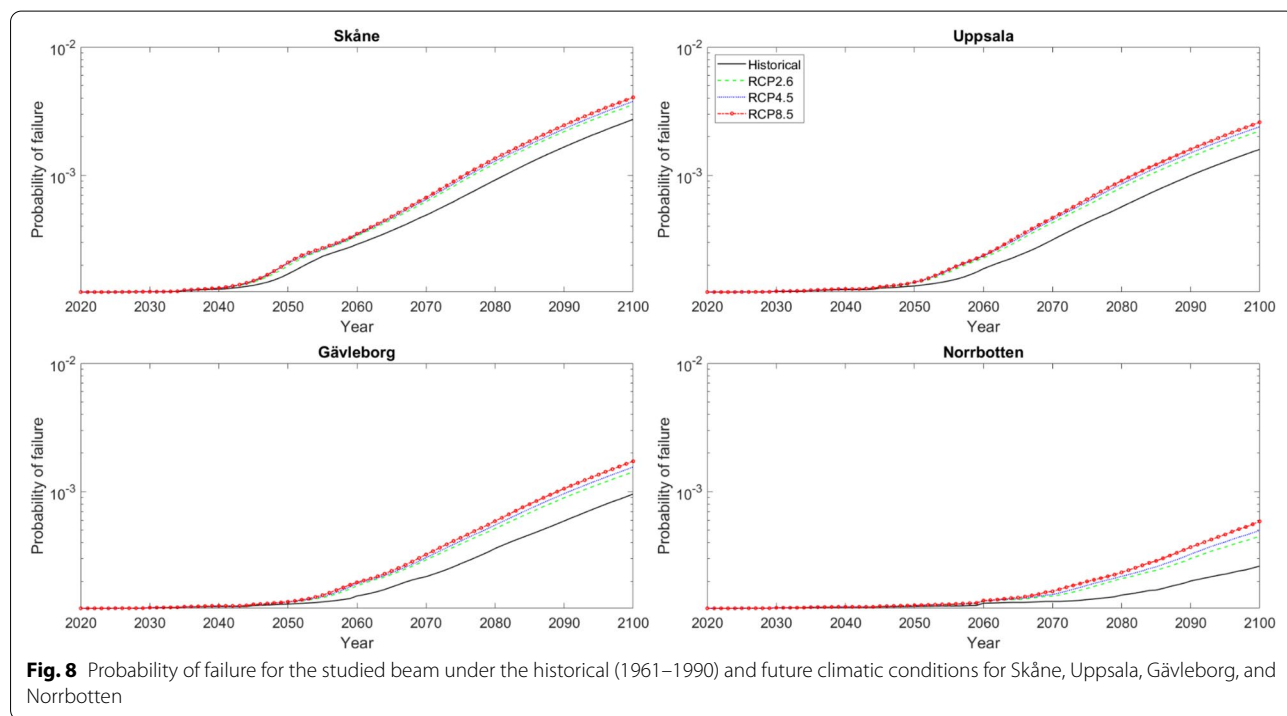 Skåne
10-2
10-3
Probability of failure
2020 2030 2040 2050 2060 2070 2080 2090 2100
Year
Uppsala
10-2
10-3
Probability of failure
Historical
RCP2.6
RCP4.5
RCP8.5
2020 2030 2040 2050 2060 2070 2080 2090 2100
Year
Gävleborg
10-2
10-3
Probability of failure
2020 2030 2040 2050 2060 2070 2080 2090 2100
Year
Norrbotten
10-2
10-3
Probability of failure
2020 2030 2040 2050 2060 2070 2080 2090 2100
Year
Fig. 8 Probability of failure for the studied beam under the historical (1961–1990) and future climatic conditions for Skåne, Uppsala, Gävleborg, and
Norrbotten